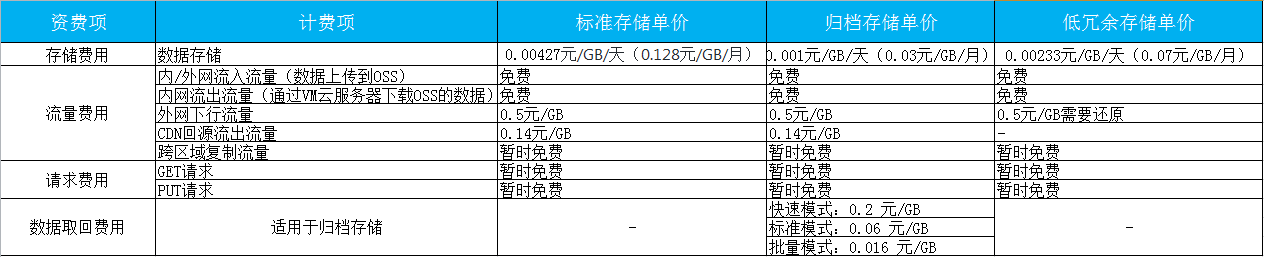 资费项 计费项 标准存储单价 归档存储单价 低冗余存储单价
存储费用 数据存储 0.00427元/GB/天（0.128元/GB/月） 0.001元/GB/天（0.03元/GB/月） 0.00233元/GB/天（0.07元/GB/月）
流量费用 内/外网流入流量（数据上传到OSS） 免费 免费 免费
内网流出流量（通过VM云服务器下载OSS的数据） 免费 免费 免费
外网下行流量 0.5元/GB 0.5元/GB 0.5元/GB需要还原
CDN回源流出流量 0.14元/GB 0.14元/GB -
跨区域复制流量 暂时免费 暂时免费 暂时免费
请求费用 GET请求 暂时免费 暂时免费 暂时免费
PUT请求 暂时免费 暂时免费 暂时免费
数据取回费用 适用于归档存储 - 快速模式：0.2 元/GB -
标准模式：0.06 元/GB
批量模式：0.016 元/GB